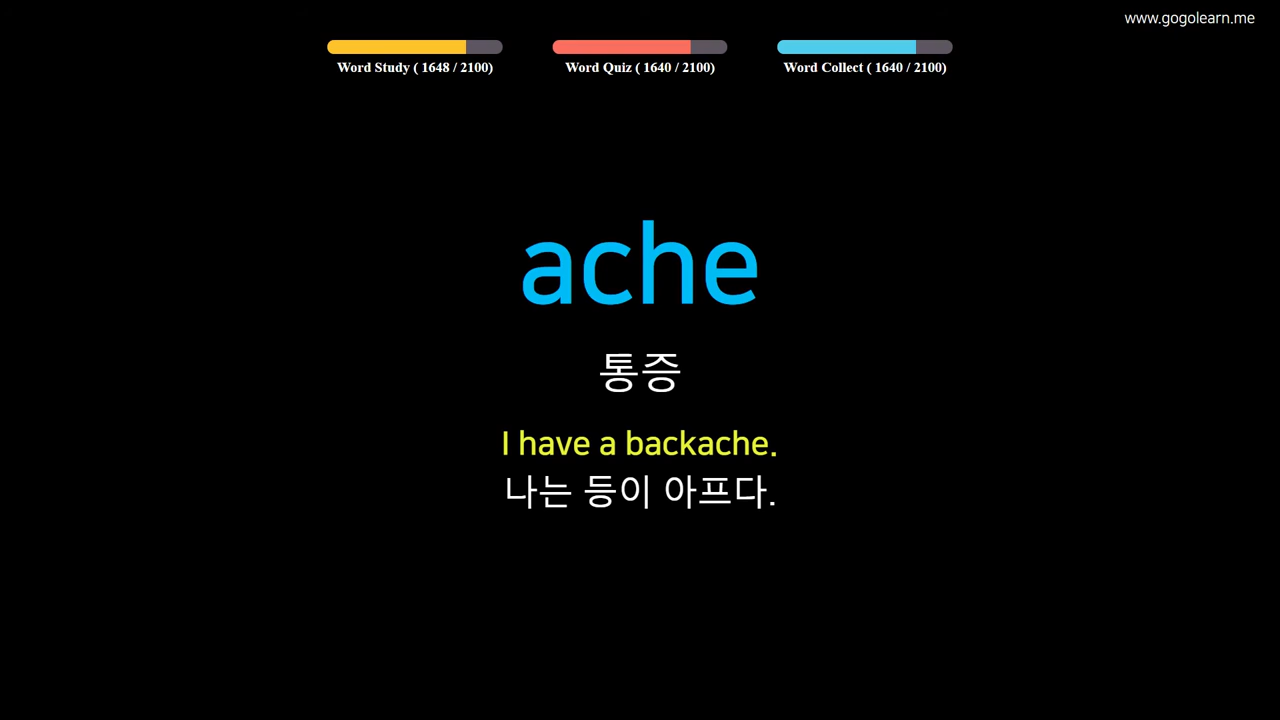 www.gogolearn.me
Word Study ( 1648 / 2100) Word Quiz ( 1640 / 2100) Word Collect ( 1640 / 2100)
ache
통증
I have a backache.
나는 등이 아프다.